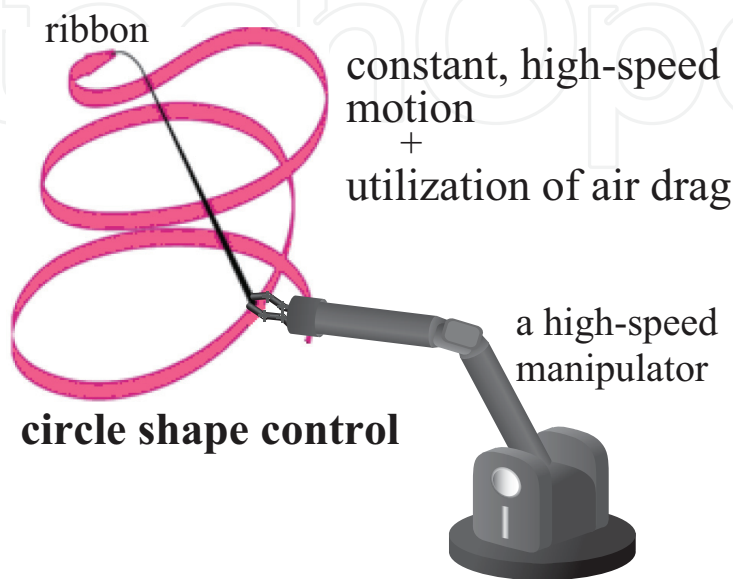 ribbon
constant, high-speed
motion
+
utilization of air drag
a high-speed
manipulator
circle shape control